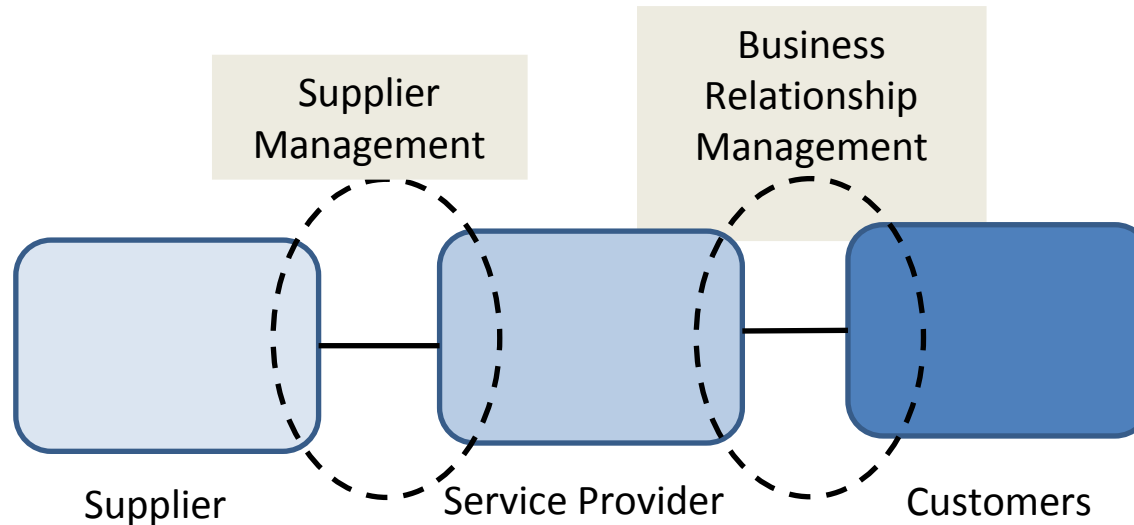 Supplier
Management
Business
Relationship
Management
Supplier
Service Provider
Customers